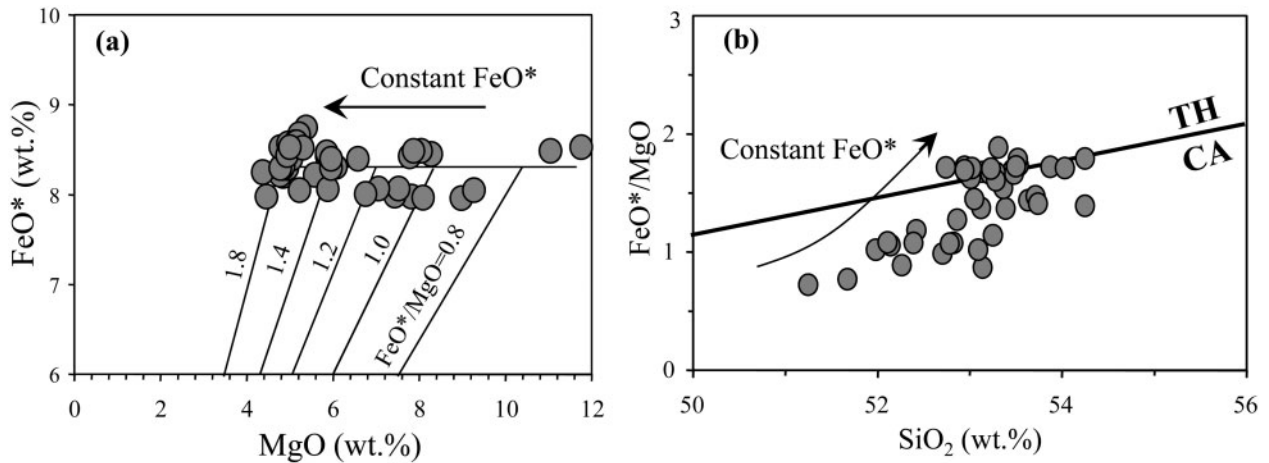 (a)
Constant FeO*
FeO* (wt.%)
10
9
8
7
6
1.8
1.4
1.2
1.0
FeO*/MgO=0.8
0
2
4
6
8
10
12
MgO (wt.%)
(b)
Constant FeO*
TH
CA
FeO*/MgO
3
2
1
0
50
52
54
56
SiO₂ (wt.%)